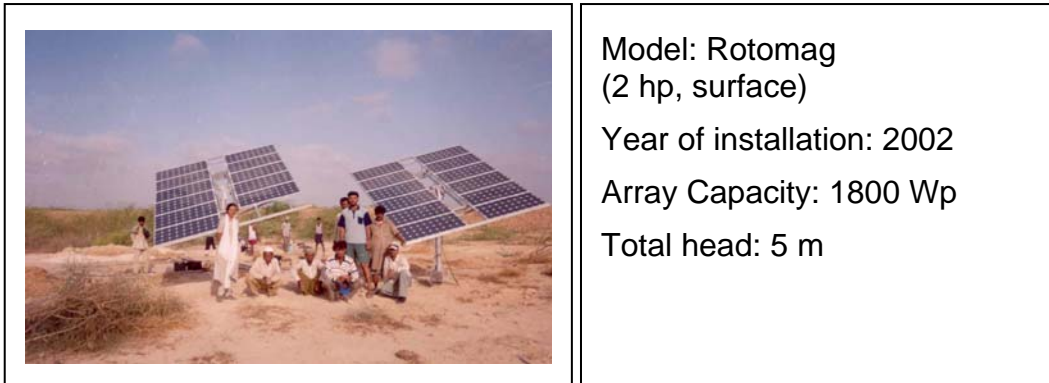 Model: Rotomag
(2 hp, surface)
Year of installation: 2002
Array Capacity: 1800 Wp
Total head: 5 m